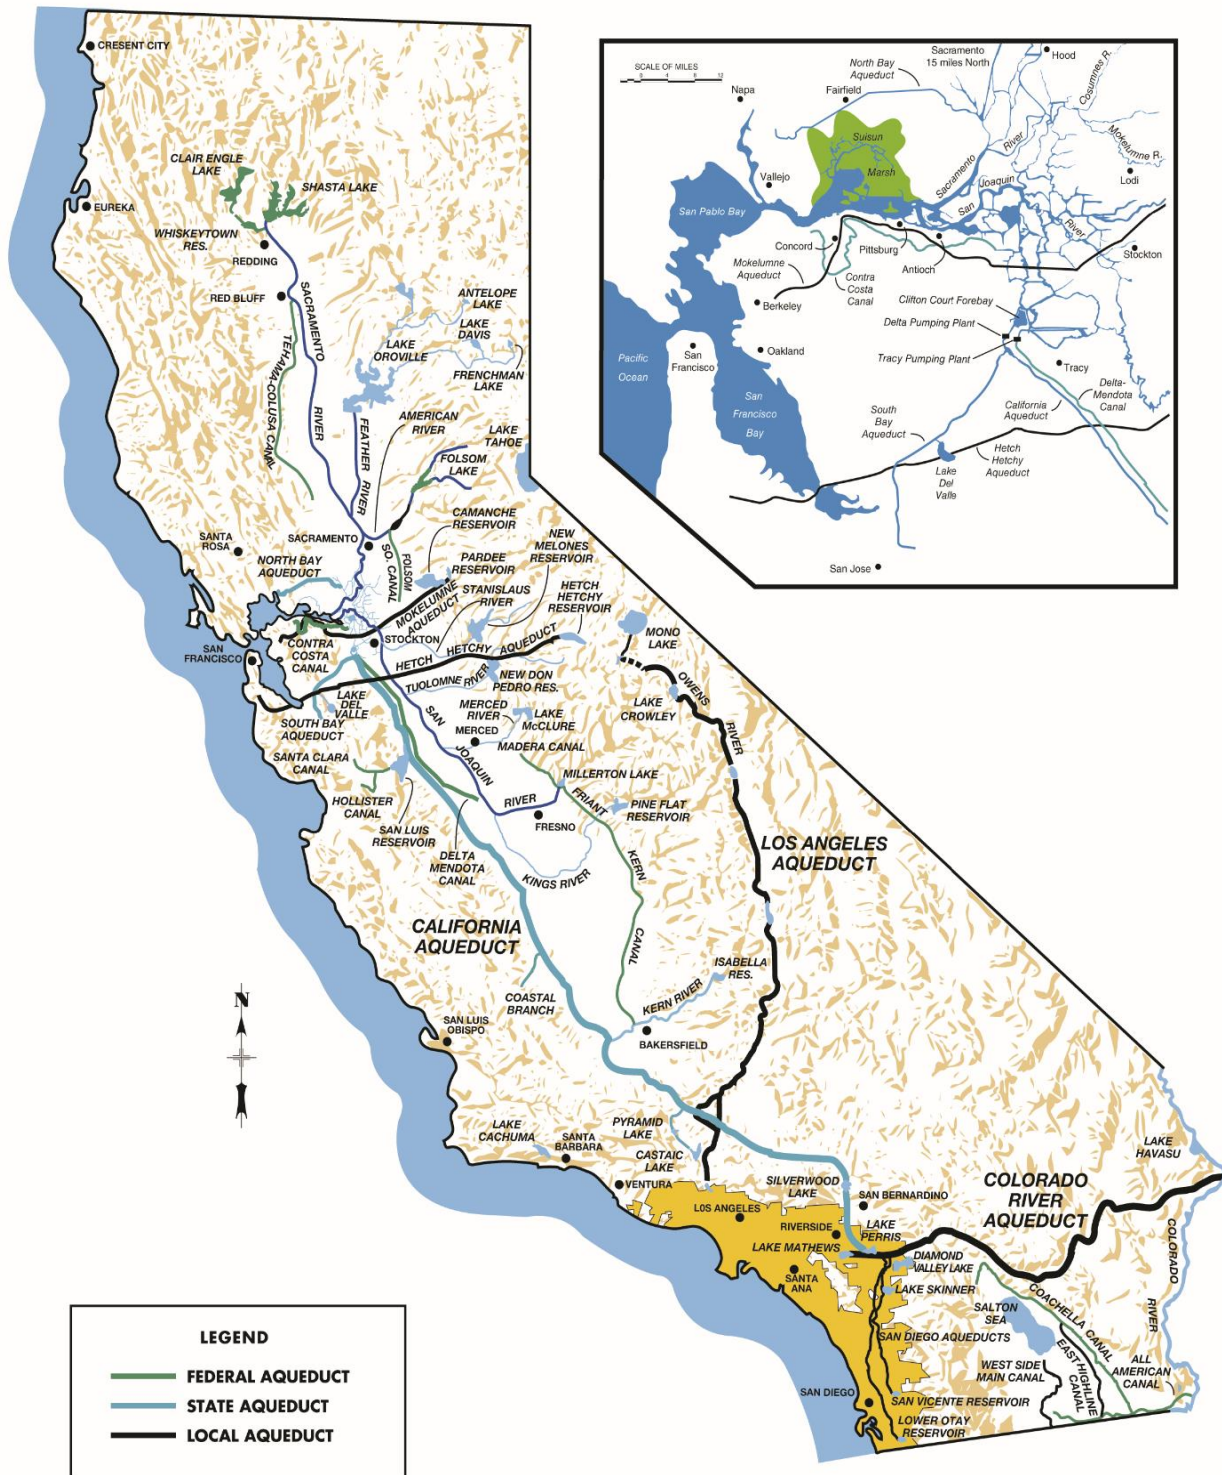 CRESENT CITY
CLAIR ENGLE
LAKE
SHASTA LAKE
EUREKA
WHISKEYTOWN
RES.
REDDING
RED BLUFF
SACRAMENTO
RIVER
TEHAMA-COLUSA CANAL
ANTELOPE
LAKE
LAKE
DAVIS
LAKE
OROVILLE
FRENCHMAN
LAKE
FEATHER
RIVER
AMERICAN
RIVER
LAKE
TAHOE
FOLSOM
LAKE
SANTA
ROSA
SACRAMENTO
CAMANCHE
RESERVOIR
NEW
MELONES
RESERVOIR
NORTH BAY
AQUEDUCT
FOLSOM
SO. CANAL
PARDEE
RESERVOIR
MOKELUMNE
AQUEDUCT
STANISLAUS
RIVER
HETCH
HETCHY
RESERVOIR
MONO
LAKE
SAN
FRANCISCO
CONTRA
COSTA
CANAL
STOCKTON
HETCH HETCHY AQUEDUCT
TUOLOMNE RIVER
NEW DON
PEDRO RES.
OWENS
RIVER
LAKE
CROWLEY
LAKE
DEL
VALLE
SOUTH BAY
AQUEDUCT
SAN
JOAQUIN
RIVER
MERCED
RIVER
LAKE
McCLURE
MERCED
SANTA CLARA
CANAL
MADERA CANAL
MILLERTON LAKE
HOLLISTER
CANAL
SAN LUIS
RESERVOIR
FRIANT
KERN
CANAL
PINE FLAT
RESERVOIR
FRESNO
DELTA
MENDOTA
CANAL
KINGS RIVER
LOS ANGELES
AQUEDUCT
CALIFORNIA
AQUEDUCT
ISABELLA
RES.
COASTAL
BRANCH
KERN RIVER
N
SAN LUIS
OBISPO
BAKERSFIELD
LAKE
CACHUMA
SANTA
BARBARA
PYRAMID
LAKE
CASTAIC
LAKE
VENTURA
SILVERWOOD
LAKE
SAN BERNARDINO
LAKE
HAVASU
COLORADO
RIVER
AQUEDUCT
LOS ANGELES
RIVERSIDE
LAKE
PERRIS
LAKE MATHEWS
DIAMOND
VALLEY LAKE
SANTA
ANA
LAKE SKINNER
COLORADO
RIVER
SALTON
SEA
COACHELLA CANAL
SAN DIEGO AQUEDUCTS
WEST SIDE
MAIN CANAL
EAST HIGHLINE
CANAL
ALL
AMERICAN
CANAL
SAN DIEGO
SAN VICENTE RESERVOIR
LOWER OTAY
RESERVOIR
LEGEND
FEDERAL AQUEDUCT
STATE AQUEDUCT
LOCAL AQUEDUCT
SCALE OF MILES
0 4 8 12
Napa
North Bay
Aqueduct
Fairfield
Sacramento
15 miles North
Hood
Cosumnes R.
Mokelumne R.
Suisun
Marsh
Sacramento
River
Vallejo
San
Joaquin
River
Lodi
San Pablo Bay
Concord
Pittsburg
Antioch
Stockton
Mokelumne
Aqueduct
Contra
Costa
Canal
Berkeley
Clifton Court Forebay
Delta Pumping Plant
Tracy Pumping Plant
Tracy
Oakland
San
Francisco
Pacific
Ocean
San
Francisco
Bay
South
Bay
Aqueduct
California
Aqueduct
Delta-
Mendota
Canal
Lake
Del
Valle
Hetch
Hetchy
Aqueduct
San Jose